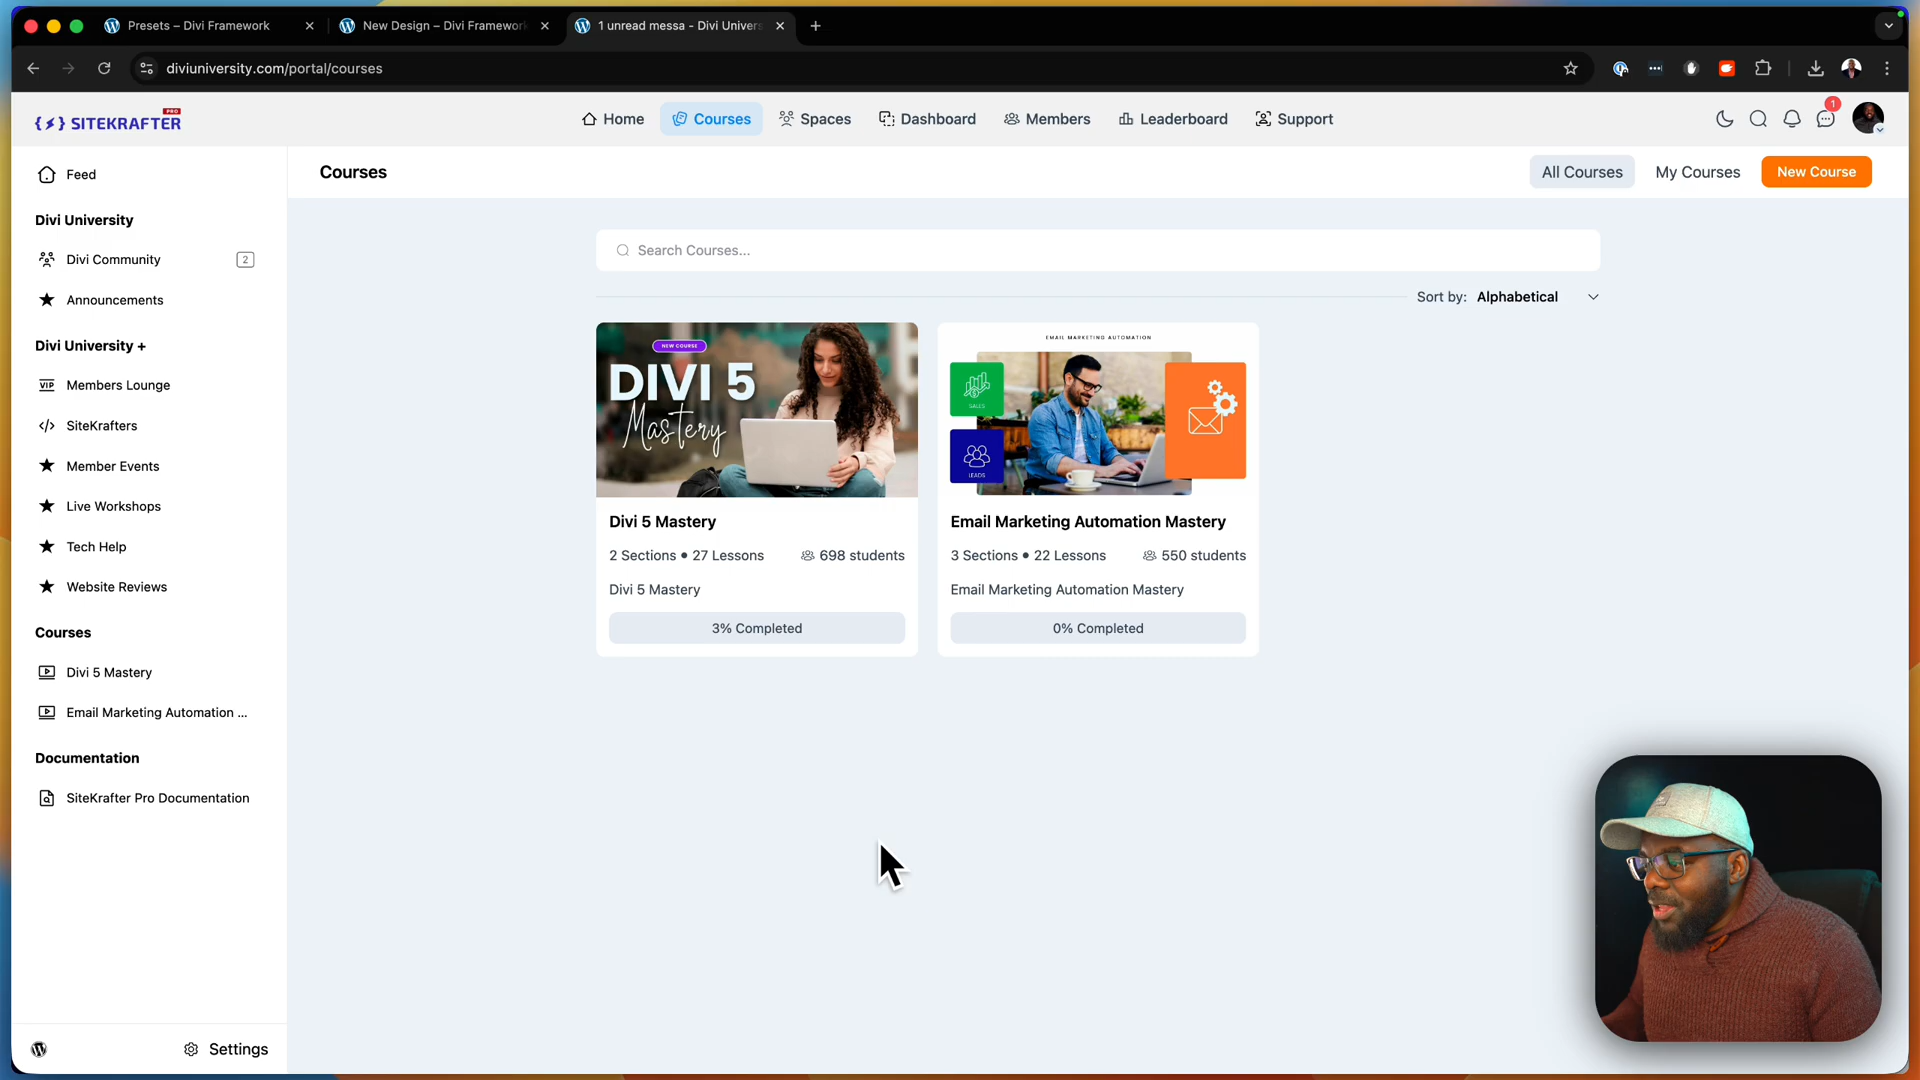 Presets – Divi Framework
New Design – Divi Framework
1 unread messa - Divi Univers
diviuniversity.com/portal/courses
{ } SITEKRAFTER PRO
Home
Courses
Spaces
Dashboard
Members
Leaderboard
Support
1
Feed
Divi University
Divi Community
2
Announcements
Divi University +
VIP Members Lounge
SiteKrafters
Member Events
Live Workshops
Tech Help
Website Reviews
Courses
Divi 5 Mastery
Email Marketing Automation ...
Documentation
SiteKrafter Pro Documentation
Settings
Courses
All Courses
My Courses
New Course
Search Courses...
Sort by: Alphabetical
NEW COURSE
DIVI 5
Mastery
Divi 5 Mastery
2 Sections • 27 Lessons
698 students
Divi 5 Mastery
3% Completed
EMAIL MARKETING AUTOMATION
SALES
LEADS
Email Marketing Automation Mastery
3 Sections • 22 Lessons
550 students
Email Marketing Automation Mastery
0% Completed